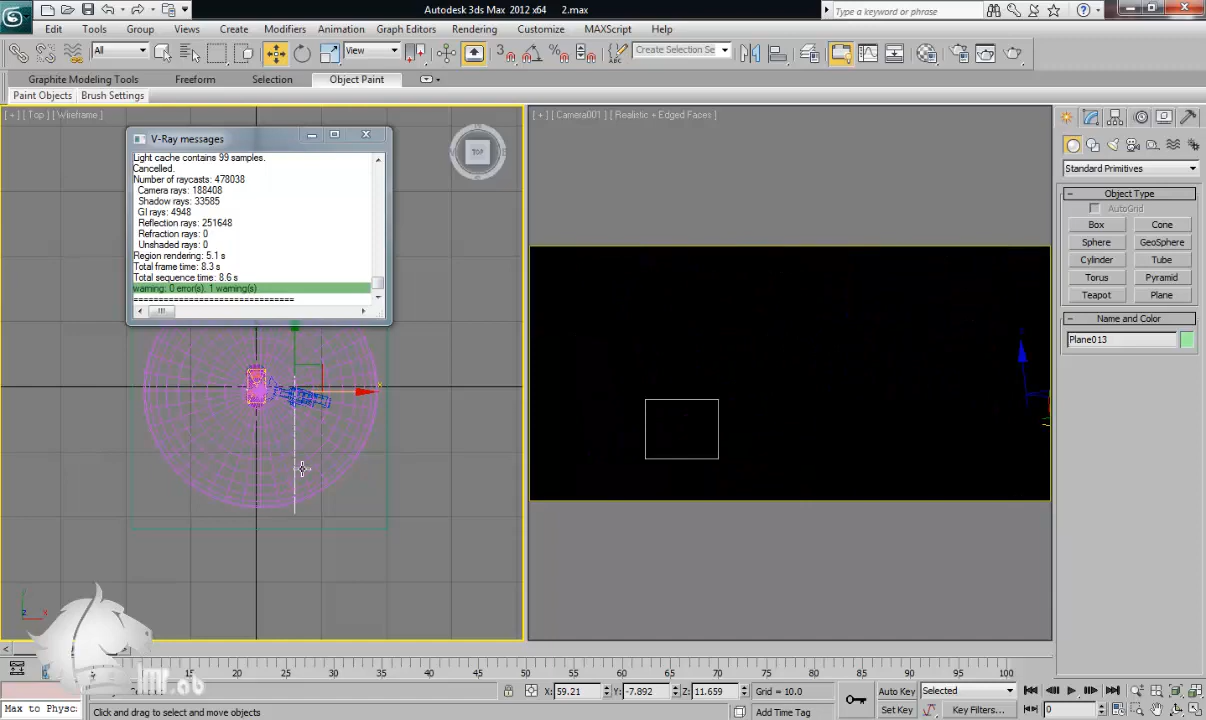 Autodesk 3ds Max 2012 x64 2.max
Type a keyword or phrase
Edit Tools Group Views Create Modifiers Animation Graph Editors Rendering Customize MAXScript Help
All View 3 Create Selection Se
Graphite Modeling Tools Freeform Selection Object Paint
Paint Objects Brush Settings
[ + ] [ Top ] [ Wireframe ]
[ + ] [ Camera001 ] [ Realistic + Edged Faces ]
V-Ray messages
Light cache contains 99 samples.
Cancelled.
Number of raycasts: 478038
Camera rays: 188408
Shadow rays: 33585
GI rays: 4948
Reflection rays: 251648
Refraction rays: 0
Unshaded rays: 0
Region rendering: 5.1 s
Total frame time: 8.3 s
Total sequence time: 8.6 s
warning: 0 error(s), 1 warning(s)
==============================
TOP
Standard Primitives
Object Type
AutoGrid
Box Cone
Sphere GeoSphere
Cylinder Tube
Torus Pyramid
Teapot Plane
Name and Color
Plane013
z x
x
15 20 25 30 35 40 45 50 55 60 65 70 75 80 85 90 95 100
X: 59.21 Y: -7.892 Z: 11.659 Grid = 10.0 Auto Key Selected
Max to Physc Click and drag to select and move objects Add Time Tag Set Key Key Filters... 0